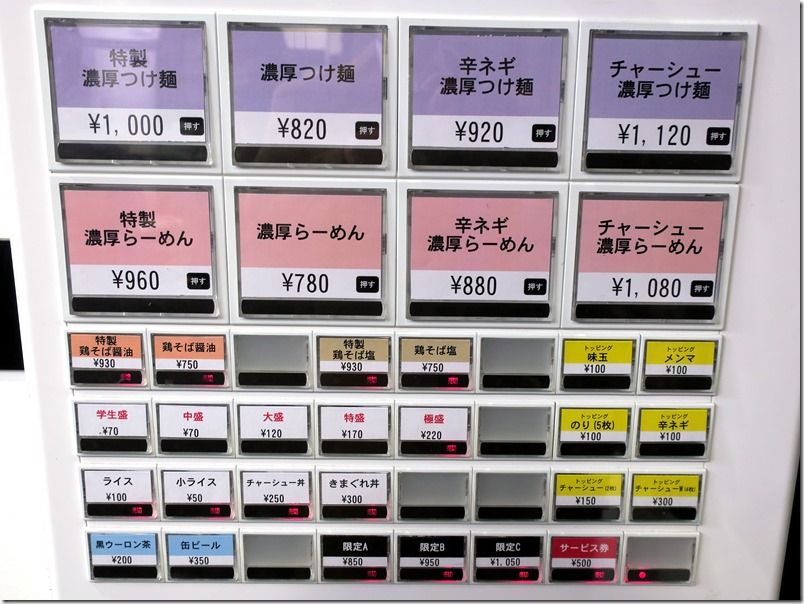 特製
濃厚つけ麺
¥1,000
押す
濃厚つけ麺
¥820
押す
辛ネギ
濃厚つけ麺
¥920
押す
チャーシュー
濃厚つけ麺
¥1,120
押す
特製
濃厚らーめん
¥960
押す
濃厚らーめん
¥780
押す
辛ネギ
濃厚らーめん
¥880
押す
チャーシュー
濃厚らーめん
¥1,080
押す
特製
鶏そば醤油
¥930
鶏そば醤油
¥750
特製
鶏そば塩
¥930
鶏そば塩
¥750
トッピング
味玉
¥100
トッピング
メンマ
¥100
学生盛
¥70
中盛
¥70
大盛
¥120
特盛
¥170
極盛
¥220
トッピング
のり(5枚)
¥100
トッピング
辛ネギ
¥100
ライス
¥100
小ライス
¥50
チャーシュー丼
¥250
きまぐれ丼
¥300
トッピング
チャーシュー(2枚)
¥150
トッピング
チャーシューW(4枚)
¥300
黒ウーロン茶
¥200
缶ビール
¥350
限定A
¥850
限定B
¥950
限定C
¥1,050
サービス券
¥500